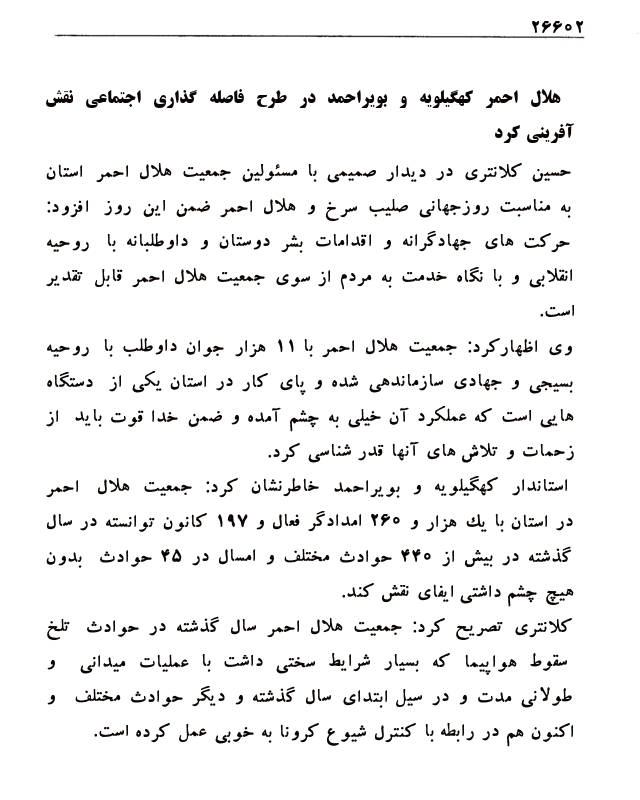 ۲۶۶۰۲
هلال احمر کهگیلویه و بویراحمد در طرح فاصله گذاری اجتماعی نقش
آفرینی کرد
حسین کلانتری در دیدار صمیمی با مسئولین جمعیت هلال احمر استان
به مناسبت روزجهانی صلیب سرخ و هلال احمر ضمن این روز افزود:
حرکت های جهادگرانه و اقدامات بشر دوستان و داوطلبانه با روحیه
انقلابی و با نگاه خدمت به مردم از سوی جمعیت هلال احمر قابل تقدیر
است.
وی اظهارکرد: جمعیت هلال احمر با ۱۱ هزار جوان داوطلب با روحیه
بسیجی و جهادی سازماندهی شده و پای کار در استان یکی از دستگاه
هایی است که عملکرد آن خیلی به چشم آمده و ضمن خدا قوت باید از
زحمات و تلاش های آنها قدر شناسی کرد.
استاندار کهگیلویه و بویراحمد خاطرنشان کرد: جمعیت هلال احمر
در استان با یك هزار و ۲۶۰ امدادگر فعال و ۱۹۷ کانون توانسته در سال
گذشته در بیش از ۴۴۰ حوادث مختلف و امسال در ۴۵ حوادث بدون
هیچ چشم داشتی ایفای نقش کند.
کلانتری تصریح کرد: جمعیت هلال احمر سال گذشته در حوادث تلخ
سقوط هواپیما که بسیار شرایط سختی داشت با عملیات میدانی و
طولانی مدت و در سیل ابتدای سال گذشته و دیگر حوادث مختلف و
اکنون هم در رابطه با کنترل شیوع کرونا به خوبی عمل کرده است.